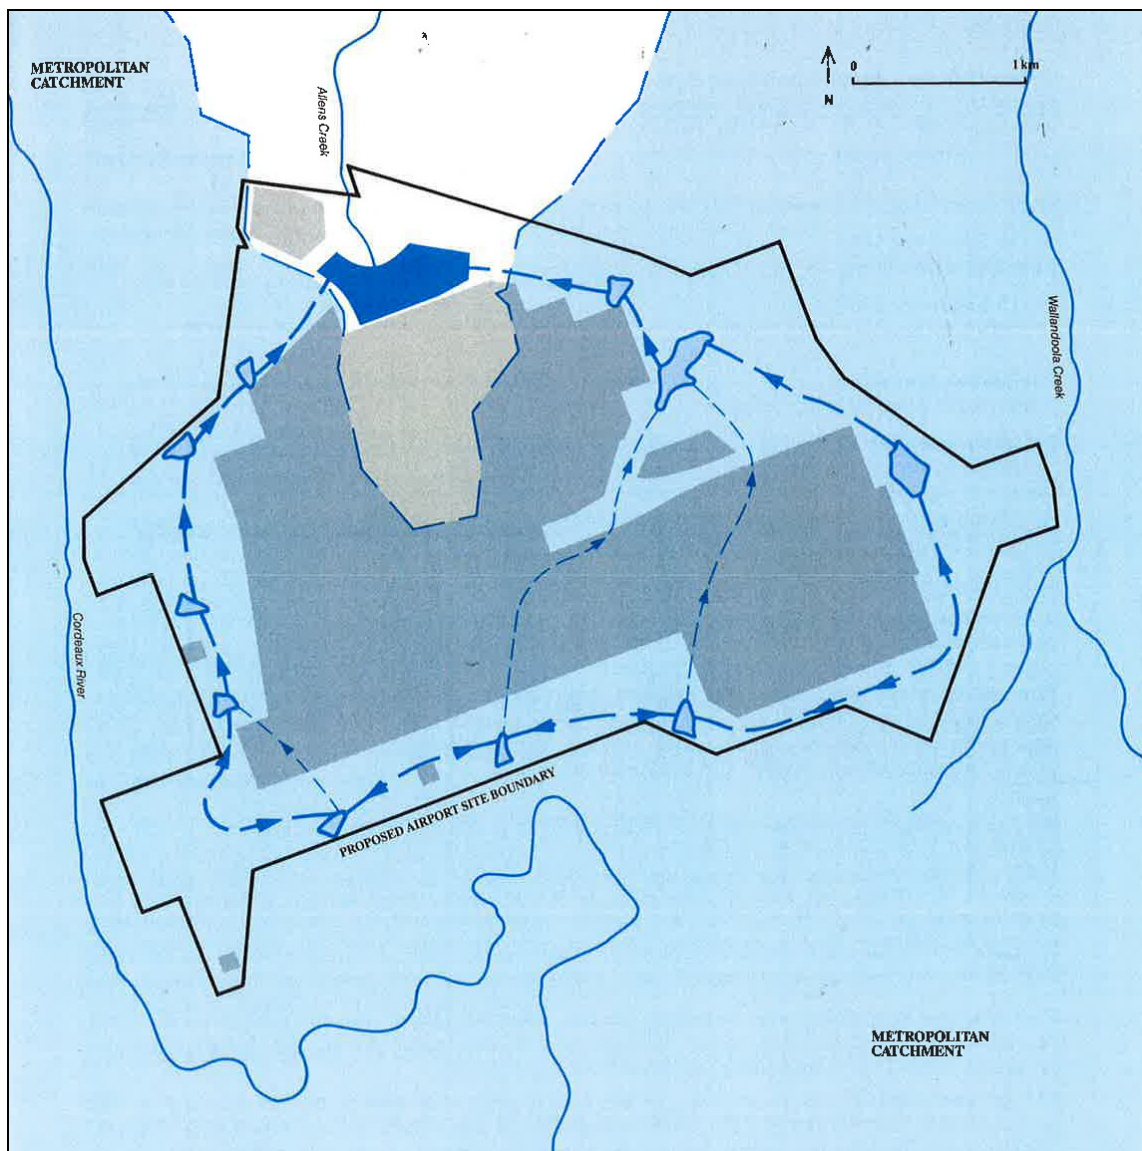 METROPOLITAN
CATCHMENT
Allens Creek
0
1 km
N
Wallandoola Creek
Cordeaux River
PROPOSED AIRPORT SITE BOUNDARY
METROPOLITAN
CATCHMENT